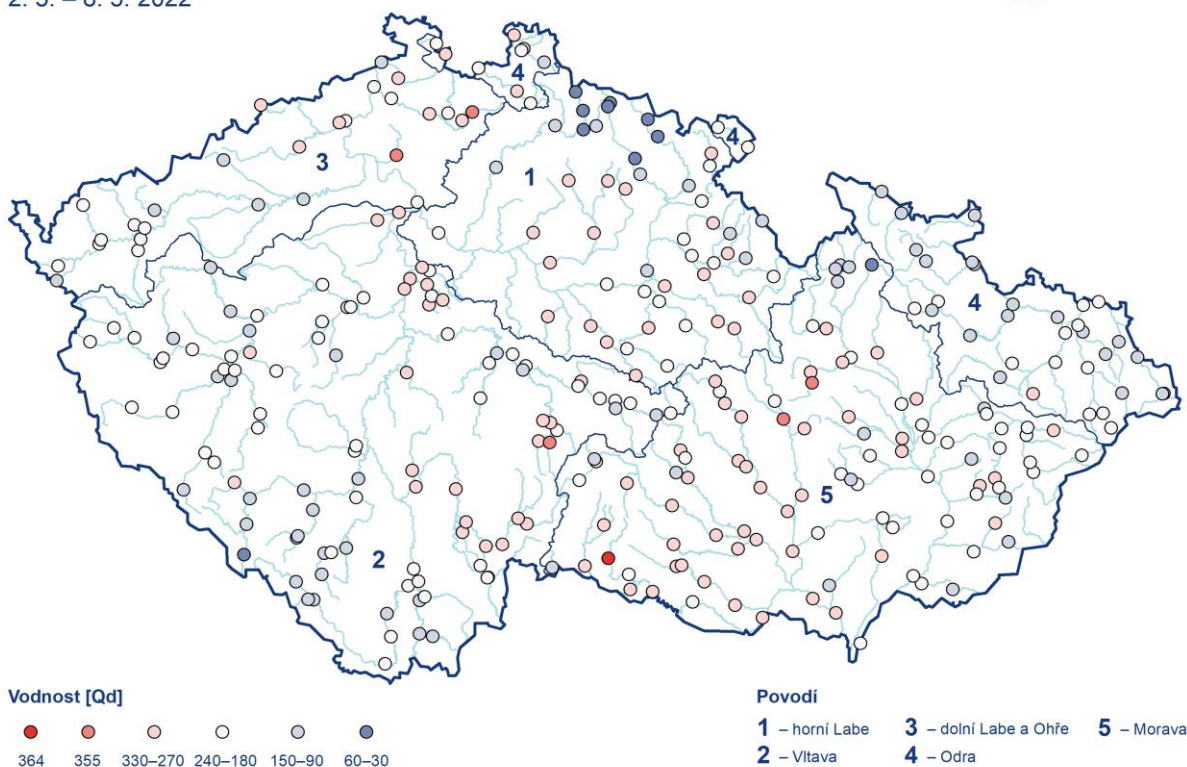 2. 5. – 8. 5. 2022
4
4
3
1
4
5
2
Vodnost [Qd]
364 355 330–270 240–180 150–90 60–30
Povodí
1 – horní Labe 3 – dolní Labe a Ohře 5 – Morava
2 – Vltava 4 – Odra